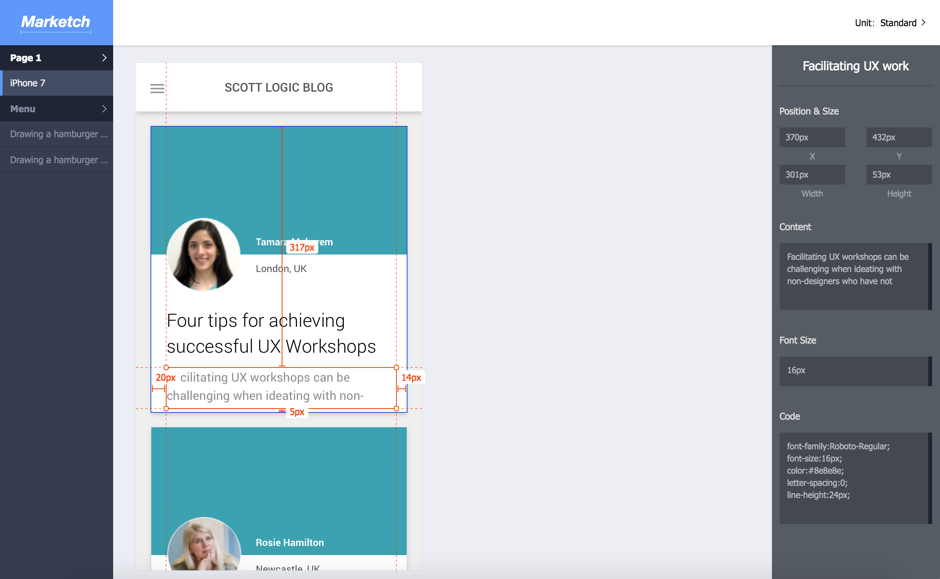 Marketch
Unit: Standard
Page 1
iPhone 7
Menu
Drawing a hamburger ...
Drawing a hamburger ...
SCOTT LOGIC BLOG
317px
London, UK
Four tips for achieving
successful UX Workshops
20px
cilitating UX workshops can be
14px
challenging when ideating with non-
5px
Rosie Hamilton
Newcastle, UK
Facilitating UX work
Position & Size
370px
432px
X
Y
301px
53px
Width
Height
Content
Facilitating UX workshops can be
challenging when ideating with
non-designers who have not
Font Size
16px
Code
font-family:Roboto-Regular;
font-size:16px;
color:#8e8e8e;
letter-spacing:0;
line-height:24px;